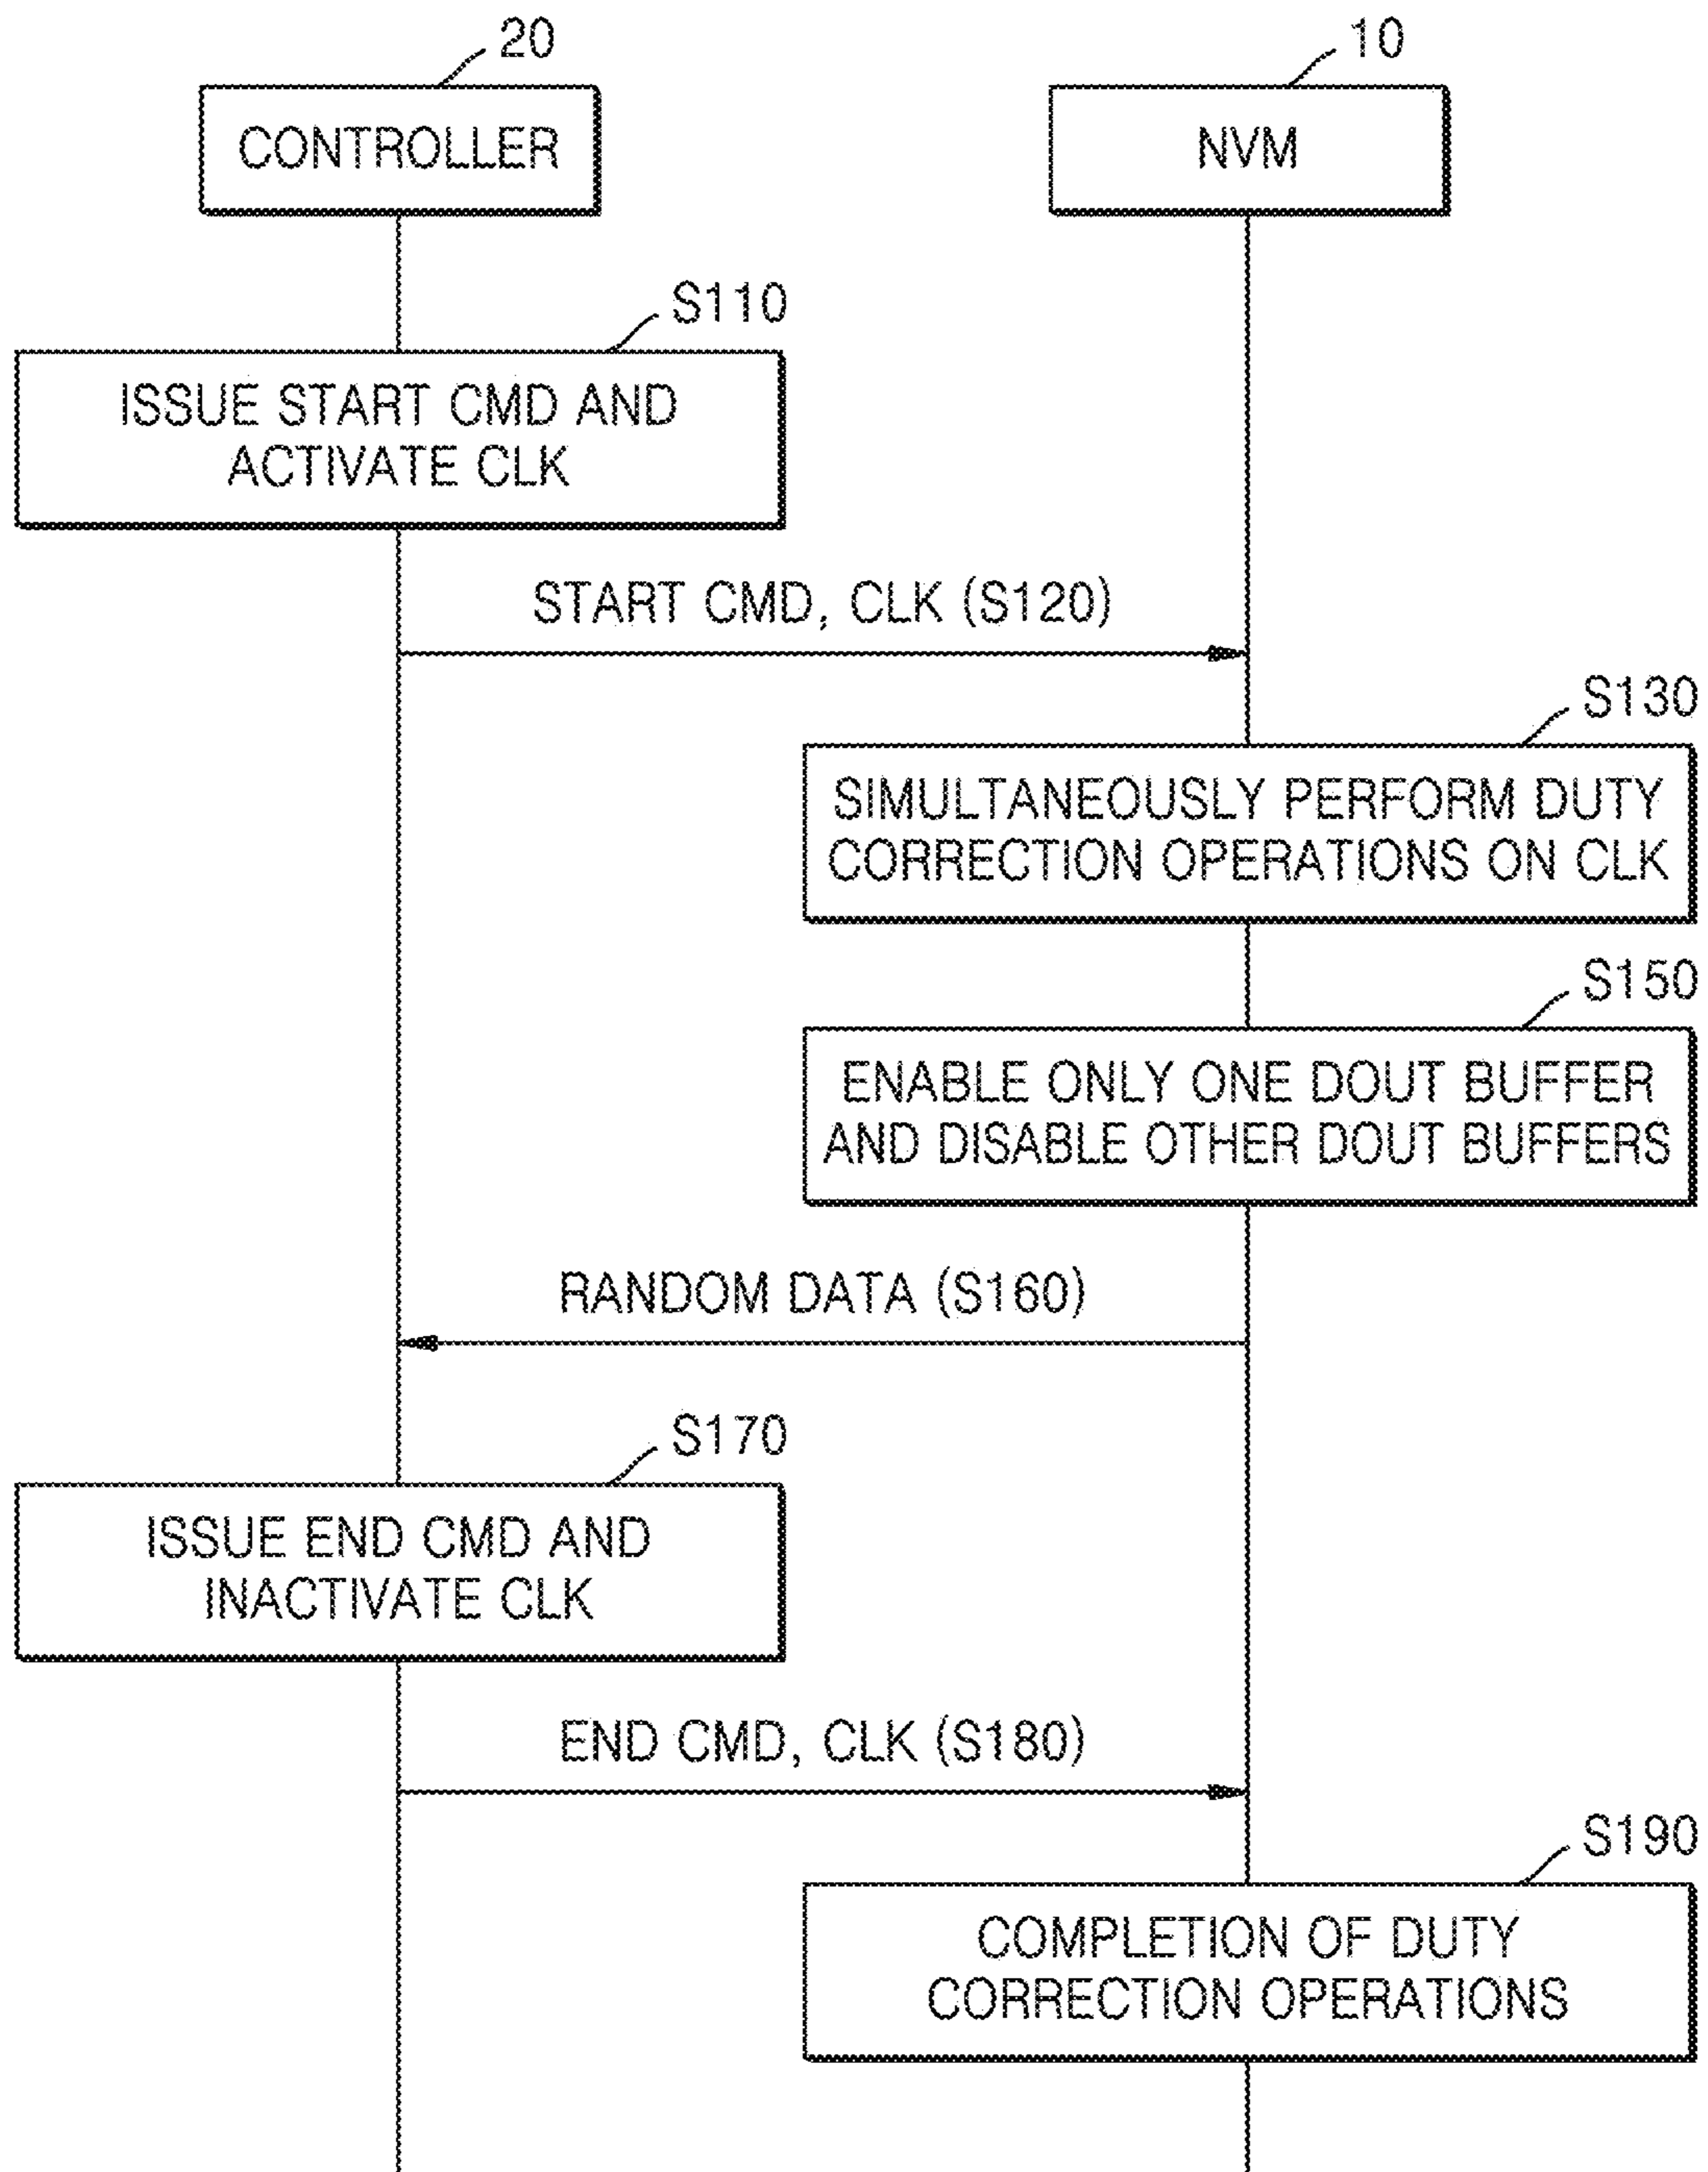 20
10
CONTROLLER
NVM
S110
ISSUE START CMD AND
ACTIVATE CLK
START CMD, CLK (S120)
S130
SIMULTANEOUSLY PERFORM DUTY
CORRECTION OPERATIONS ON CLK
S150
ENABLE ONLY ONE DOUT BUFFER
AND DISABLE OTHER DOUT BUFFERS
RANDOM DATA (S160)
S170
ISSUE END CMD AND
INACTIVATE CLK
END CMD, CLK (S180)
S190
COMPLETION OF DUTY
CORRECTION OPERATIONS